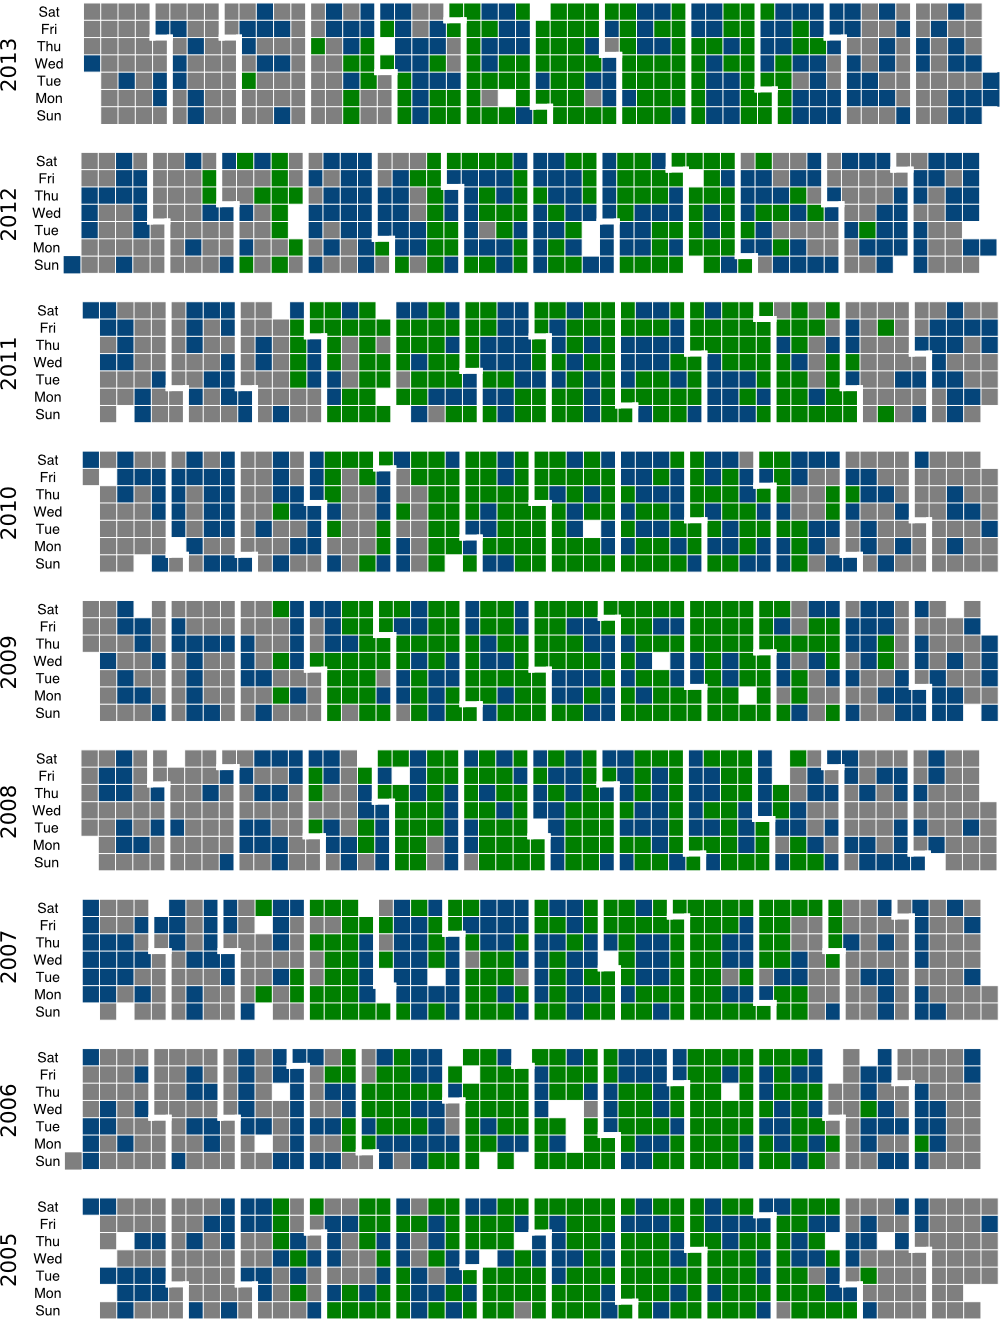 2013
Sat
Fri
Thu
Wed
Tue
Mon
Sun
2012
Sat
Fri
Thu
Wed
Tue
Mon
Sun
2011
Sat
Fri
Thu
Wed
Tue
Mon
Sun
2010
Sat
Fri
Thu
Wed
Tue
Mon
Sun
2009
Sat
Fri
Thu
Wed
Tue
Mon
Sun
2008
Sat
Fri
Thu
Wed
Tue
Mon
Sun
2007
Sat
Fri
Thu
Wed
Tue
Mon
Sun
2006
Sat
Fri
Thu
Wed
Tue
Mon
Sun
2005
Sat
Fri
Thu
Wed
Tue
Mon
Sun